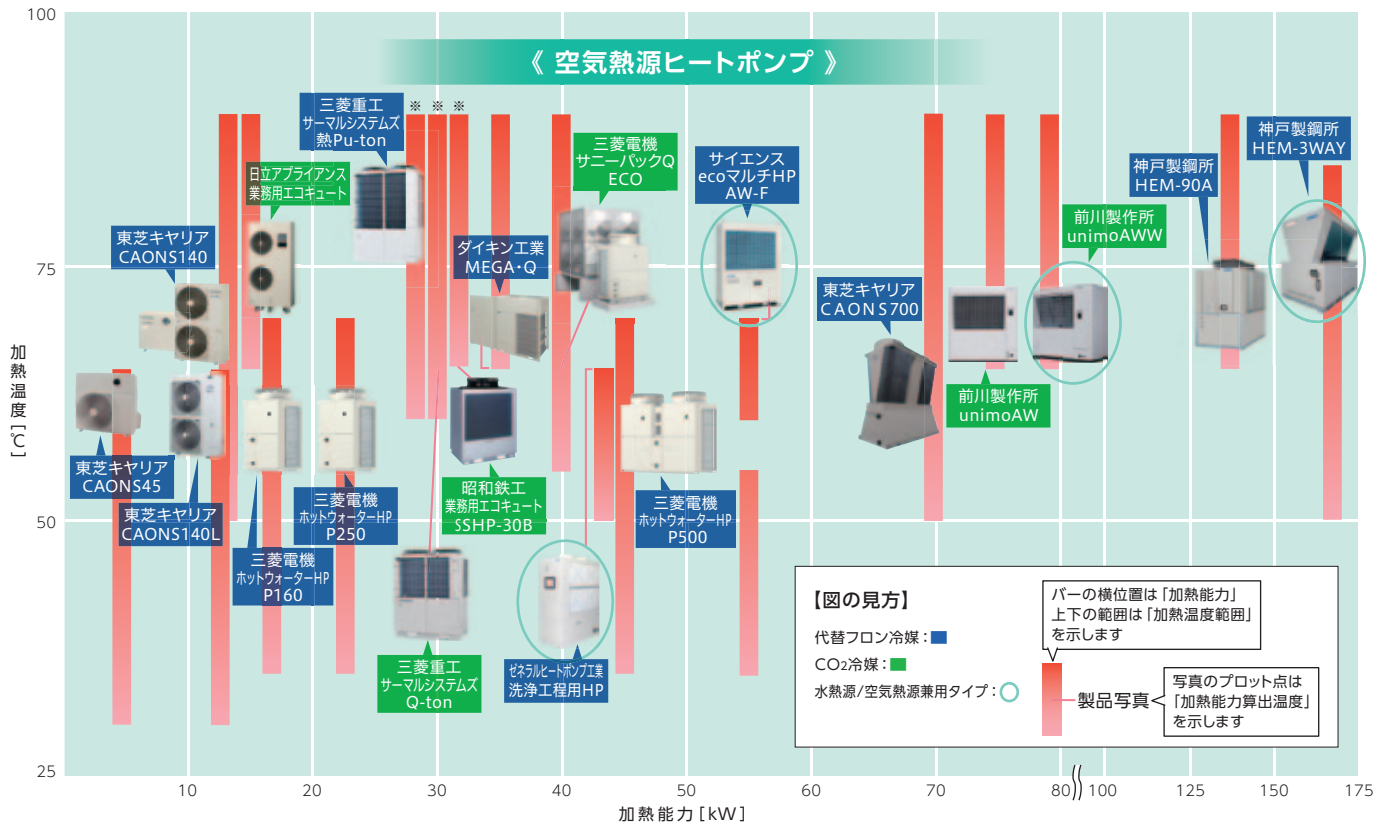 《 空気熱源ヒートポンプ 》
100
75
50
25
加熱温度[℃]
三菱重工
サーマルシステムズ
熱Pu-ton
※ ※ ※
日立アプライアンス
業務用エコキュート
三菱電機
サニーパックQ
ECO
サイエンス
ecoマルチHP
AW-F
神戸製鋼所
HEM-3WAY
神戸製鋼所
HEM-90A
前川製作所
unimoAWW
東芝キヤリア
CAONS140
ダイキン工業
MEGA・Q
東芝キヤリア
CAONS700
前川製作所
unimoAW
東芝キヤリア
CAONS45
東芝キヤリア
CAONS140L
三菱電機
ホットウォーターHP
P160
三菱電機
ホットウォーターHP
P250
昭和鉄工
業務用エコキュート
SSHP-30B
三菱電機
ホットウォーターHP
P500
三菱重工
サーマルシステムズ
Q-ton
ゼネラルヒートポンプ工業
洗浄工程用HP
【図の見方】
代替フロン冷媒：
CO2冷媒：
水熱源/空気熱源兼用タイプ：
バーの横位置は「加熱能力」
上下の範囲は「加熱温度範囲」
を示します
製品写真
写真のプロット点は
「加熱能力算出温度」
を示します
10 20 30 40 50 60 70 80 100 125 150 175
加熱能力[kW]